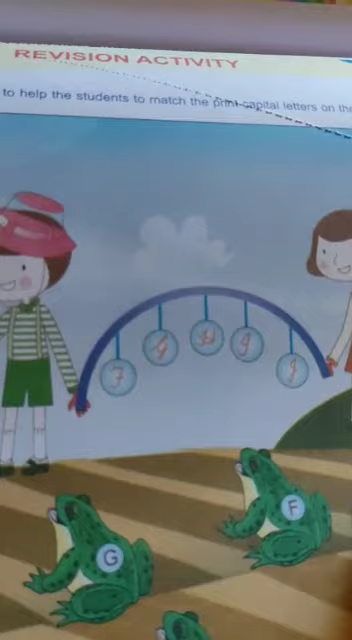 REVISION ACTIVITY
to help the students to match the print capital letters on the
F G H I J
F
G